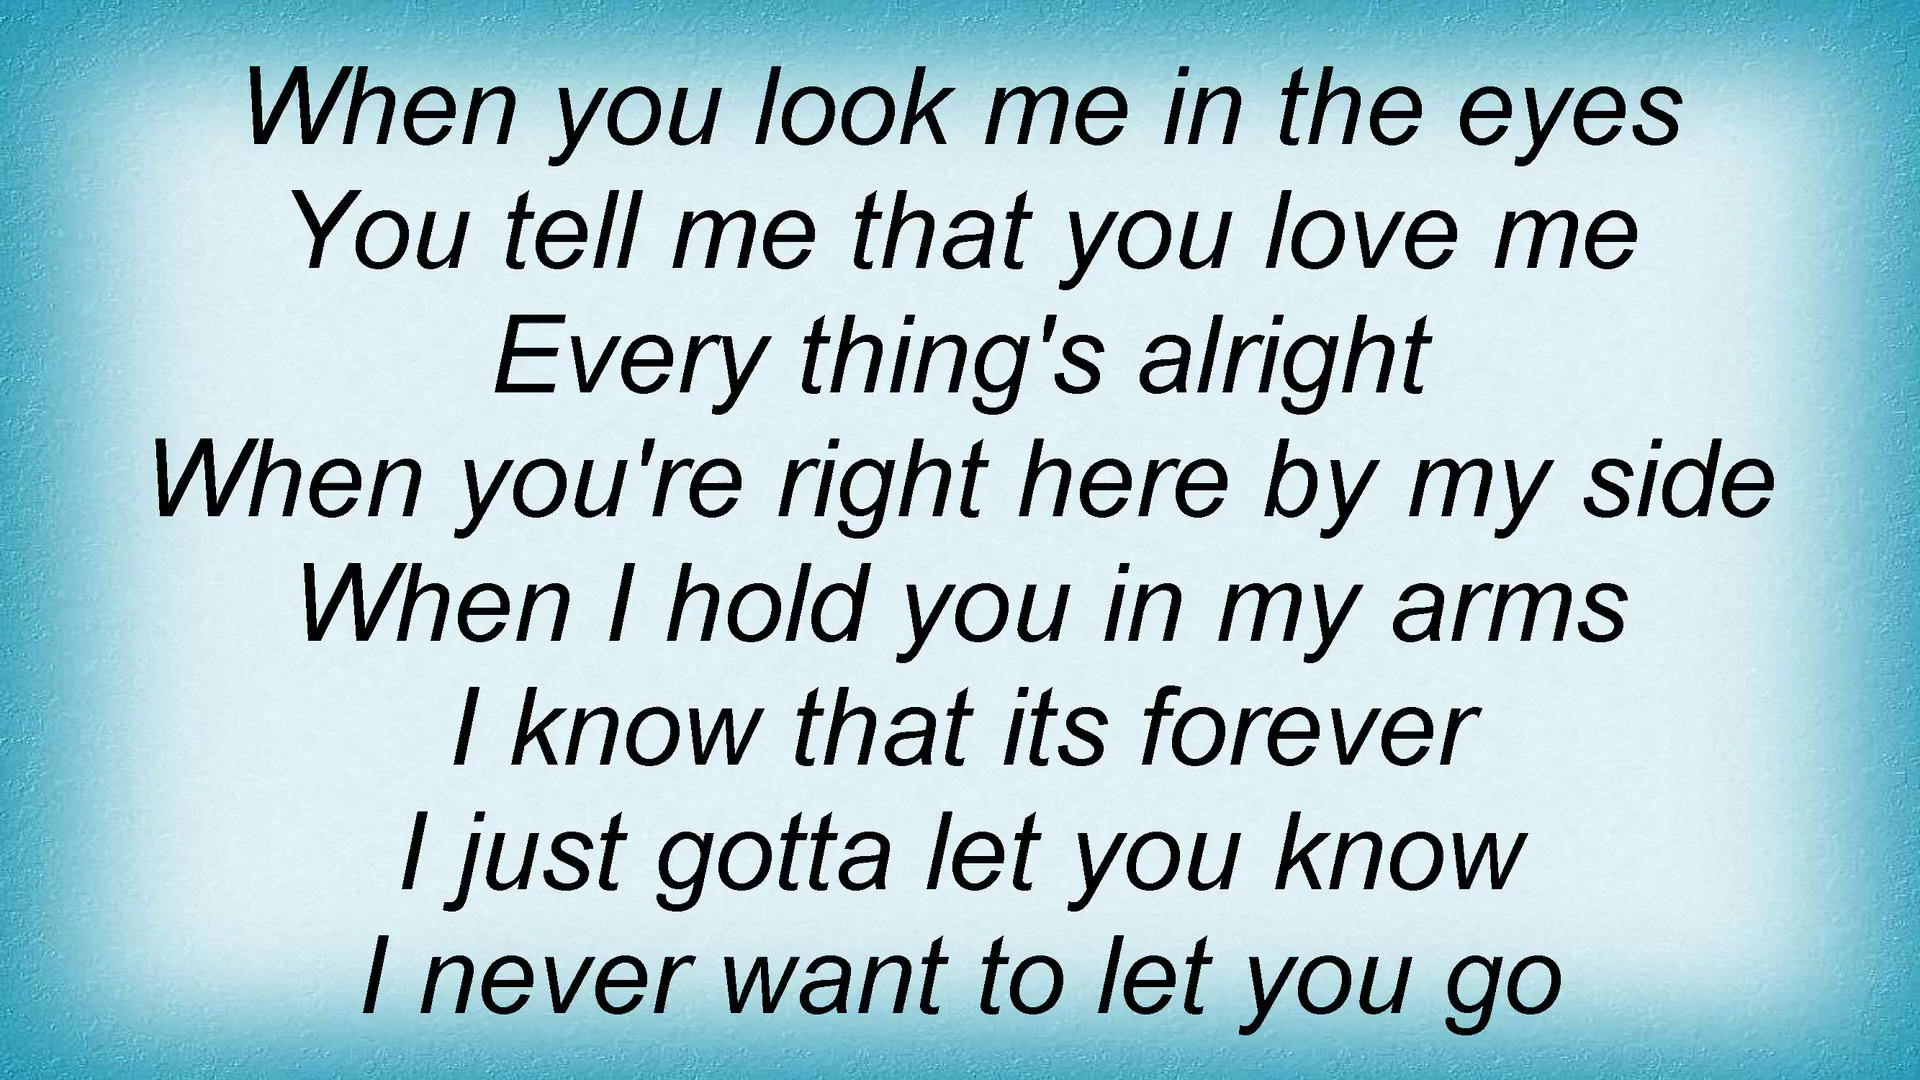 When you look me in the eyes
You tell me that you love me
Every thing's alright
When you're right here by my side
When I hold you in my arms
I know that its forever
I just gotta let you know
I never want to let you go